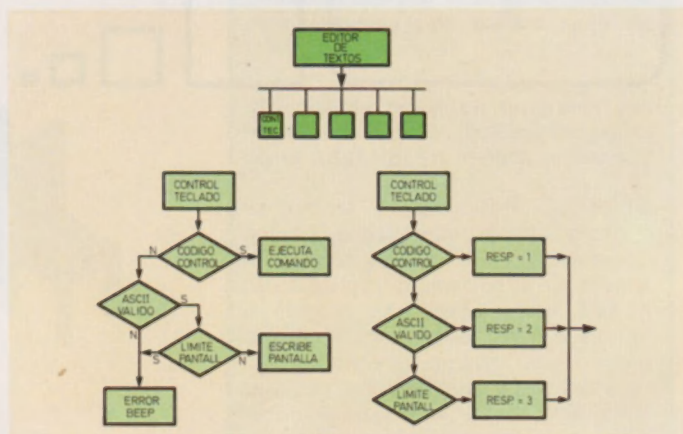 EDITOR
DE
TEXTOS
CONT
TEC
CONTROL
TECLADO
N
CODIGO
CONTROL
S
EJECUTA
COMANDO
ASCII
VALIDO
S
N
LIMITE
PANTALL
S
N
ESCRIBE
PANTALLA
ERROR
BEEP
CONTROL
TECLADO
CODIGO
CONTROL
RESP = 1
ASCII
VALIDO
RESP = 2
LIMITE
PANTALL
RESP = 3